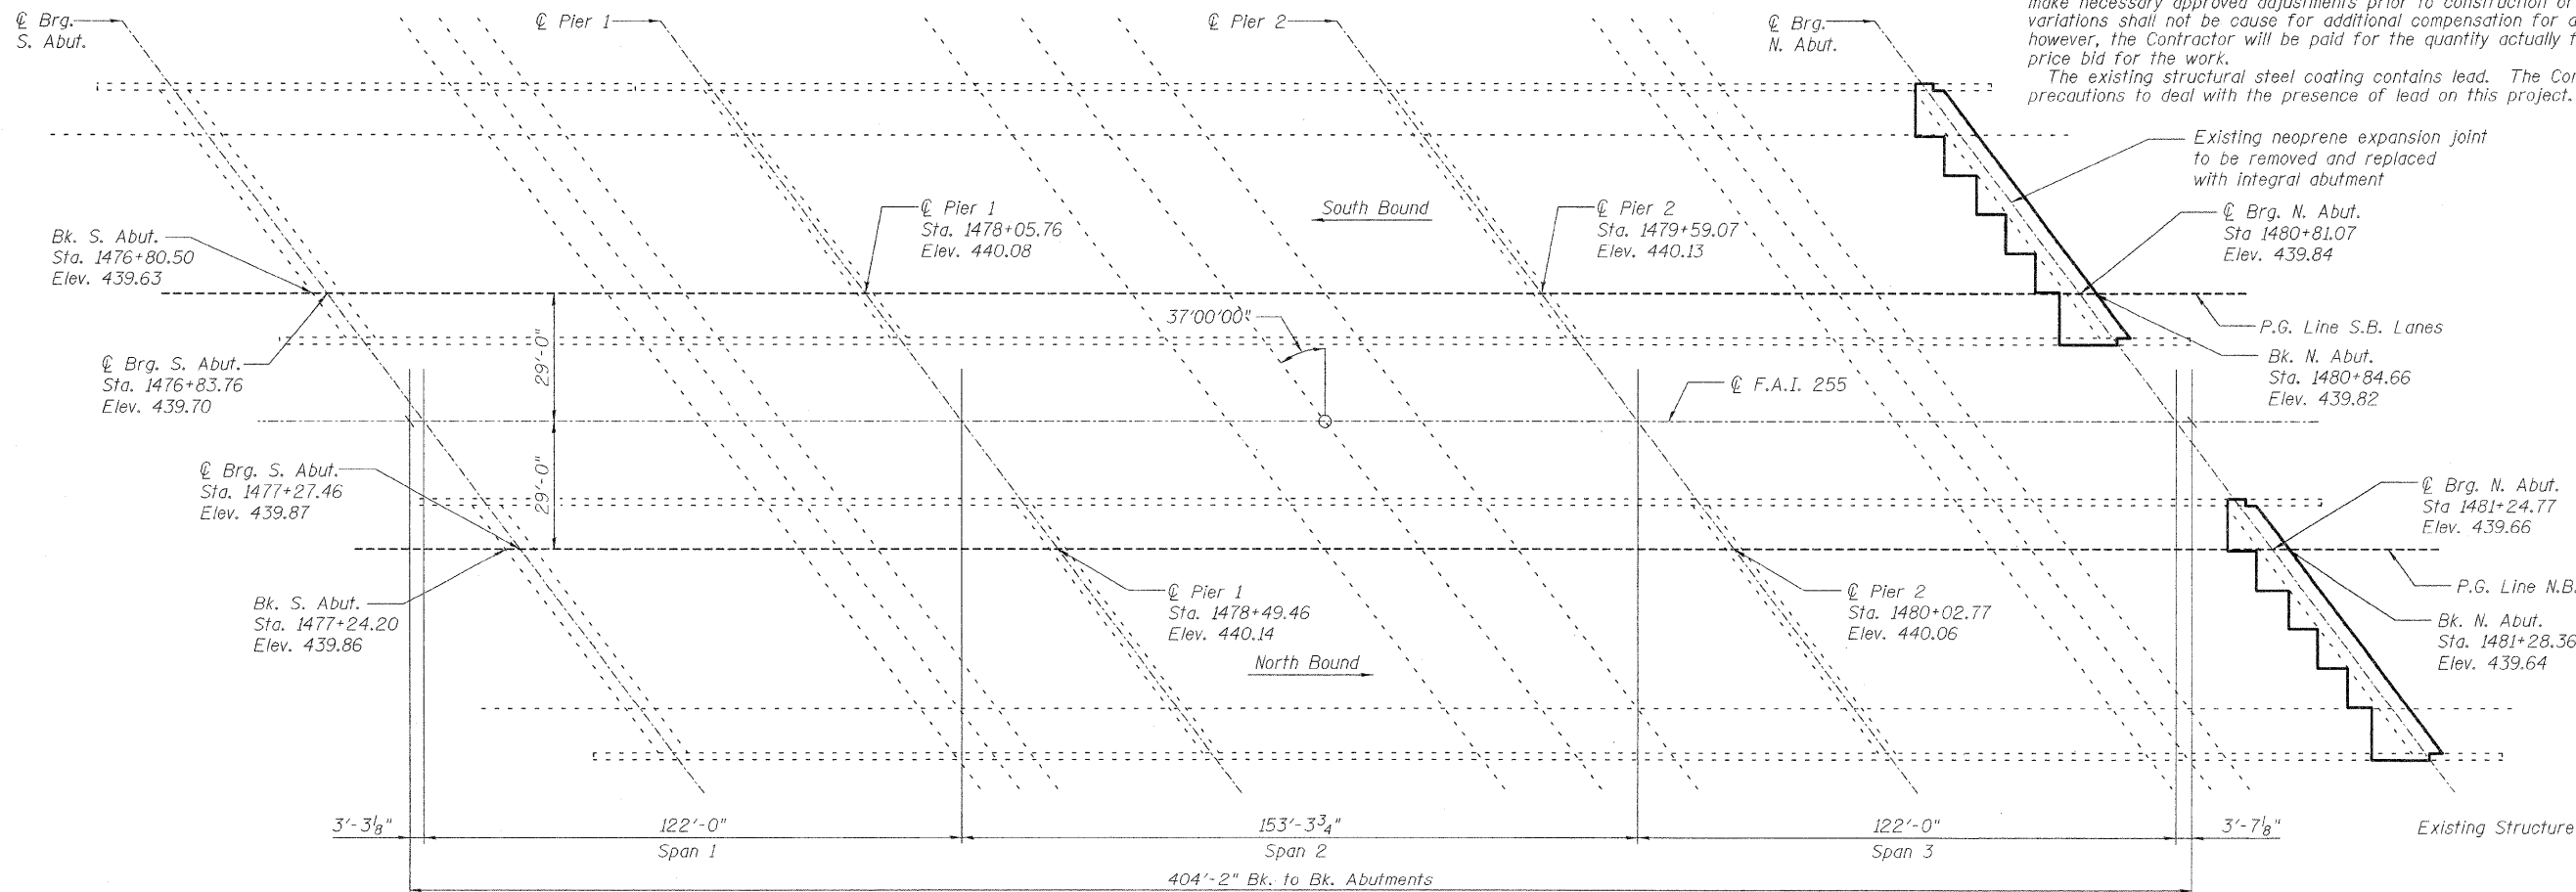 ℄ Brg.
S. Abut.
℄ Pier 1
℄ Pier 2
℄ Brg.
N. Abut.
make necessary approved adjustments prior to construction or
variations shall not be cause for additional compensation for a
however, the Contractor will be paid for the quantity actually f
price bid for the work.
The existing structural steel coating contains lead. The Con
precautions to deal with the presence of lead on this project.
Existing neoprene expansion joint
to be removed and replaced
with integral abutment
℄ Brg. N. Abut.
Sta 1480+81.07
Elev. 439.84
℄ Pier 1
Sta. 1478+05.76
Elev. 440.08
South Bound
℄ Pier 2
Sta. 1479+59.07
Elev. 440.13
Bk. S. Abut.
Sta. 1476+80.50
Elev. 439.63
37°00'00"
P.G. Line S.B. Lanes
℄ Brg. S. Abut.
Sta. 1476+83.76
Elev. 439.70
29'-0"
Bk. N. Abut.
Sta. 1480+84.66
Elev. 439.82
℄ F.A.I. 255
℄ Brg. S. Abut.
Sta. 1477+27.46
Elev. 439.87
29'-0"
℄ Brg. N. Abut.
Sta 1481+24.77
Elev. 439.66
P.G. Line N.B.
Bk. S. Abut.
Sta. 1477+24.20
Elev. 439.86
℄ Pier 1
Sta. 1478+49.46
Elev. 440.14
℄ Pier 2
Sta. 1480+02.77
Elev. 440.06
Bk. N. Abut.
Sta. 1481+28.36
Elev. 439.64
North Bound
3'-3⅛" 122'-0" 153'-3¾" 122'-0" 3'-7⅛"
Existing Structure
Span 1 Span 2 Span 3
404'-2" Bk. to Bk. Abutments